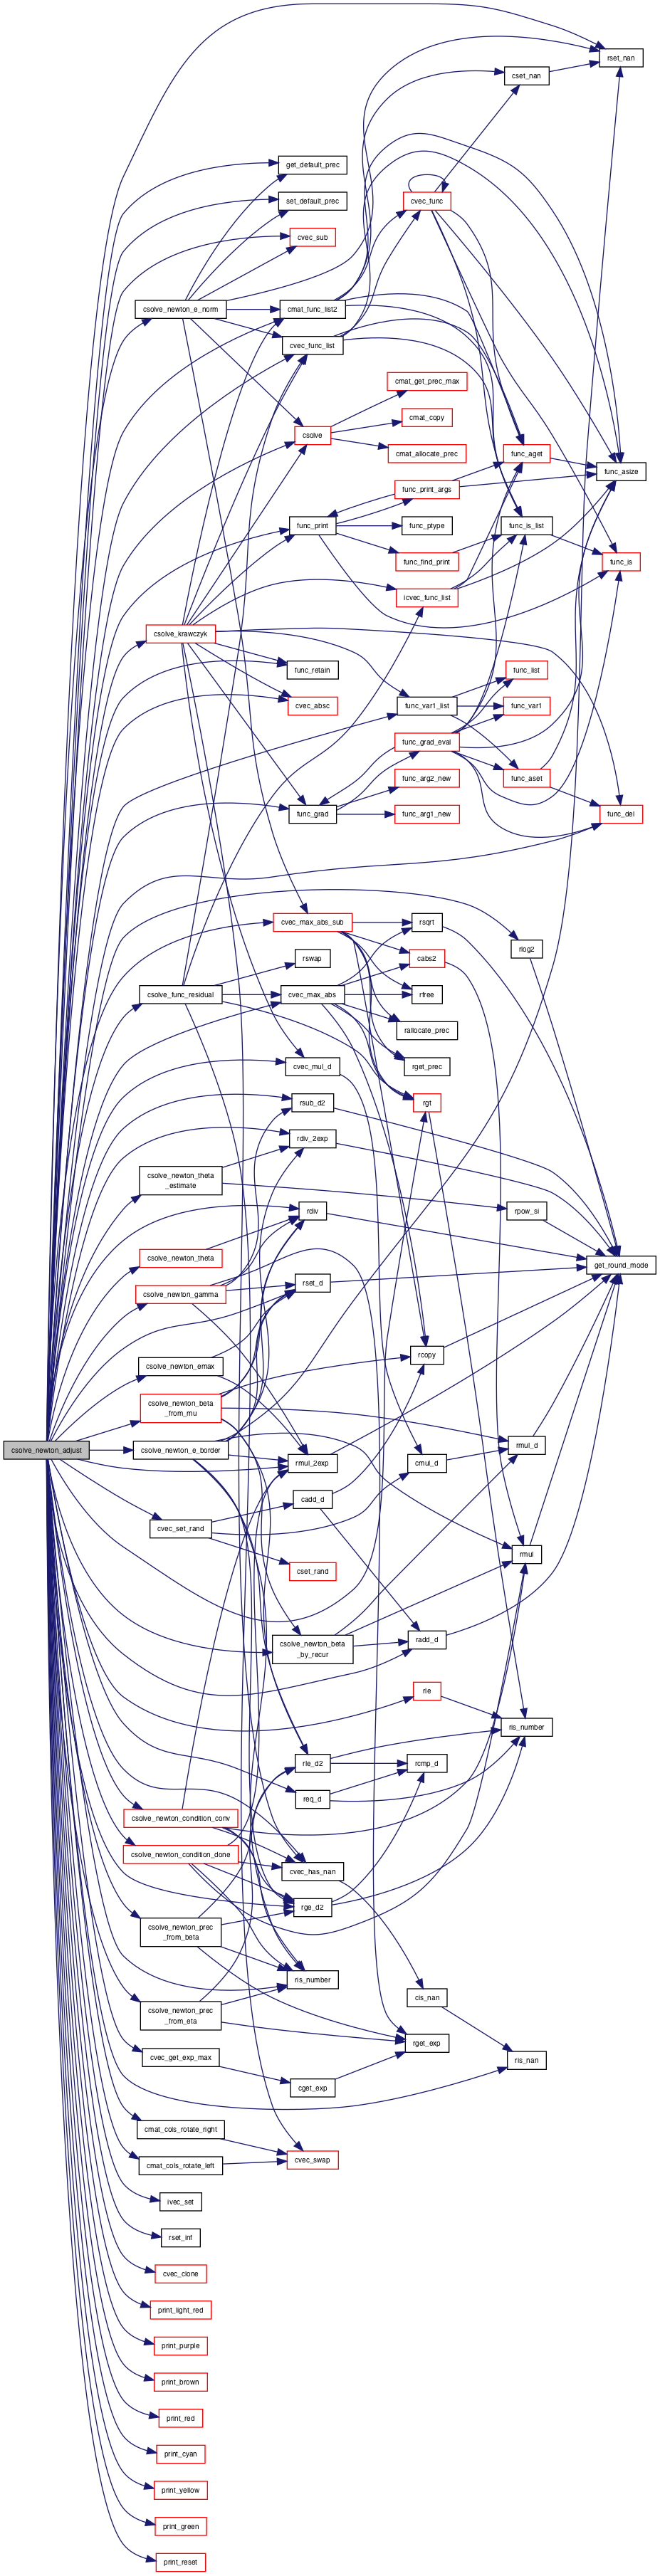 rset_nan
cset_nan
get_default_prec
set_default_prec
cvec_func
cvec_sub
csolve_newton_e_norm
cmat_func_list2
cvec_func_list
cmat_get_prec_max
cmat_copy
csolve
cmat_allocate_prec
func_aget
func_asize
func_print_args
func_print
func_ptype
func_is_list
func_find_print
func_is
icvec_func_list
csolve_krawczyk
func_retain
func_list
cvec_absc
func_var1_list
func_var1
func_grad_eval
func_arg2_new
func_aset
func_grad
func_arg1_new
func_del
cvec_max_abs_sub
rsqrt
rlog2
rswap
cabs2
csolve_func_residual
cvec_max_abs
rfree
rallocate_prec
cvec_mul_d
rget_prec
rsub_d2
rgt
rdiv_2exp
csolve_newton_theta
_estimate
rdiv
rpow_si
csolve_newton_theta
get_round_mode
csolve_newton_gamma
rset_d
csolve_newton_emax
rcopy
csolve_newton_beta
_from_mu
csolve_newton_adjust
csolve_newton_e_border
rmul_2exp
cmul_d
rmul_d
cvec_set_rand
cadd_d
cset_rand
rmul
csolve_newton_beta
_by_recur
radd_d
rle
ris_number
rle_d2
rcmp_d
req_d
csolve_newton_condition_conv
csolve_newton_condition_done
cvec_has_nan
rge_d2
csolve_newton_prec
_from_beta
ris_number
cis_nan
csolve_newton_prec
_from_eta
rget_exp
cvec_get_exp_max
ris_nan
cget_exp
cmat_cols_rotate_right
cmat_cols_rotate_left
cvec_swap
ivec_set
rset_inf
cvec_clone
print_light_red
print_purple
print_brown
print_red
print_cyan
print_yellow
print_green
print_reset